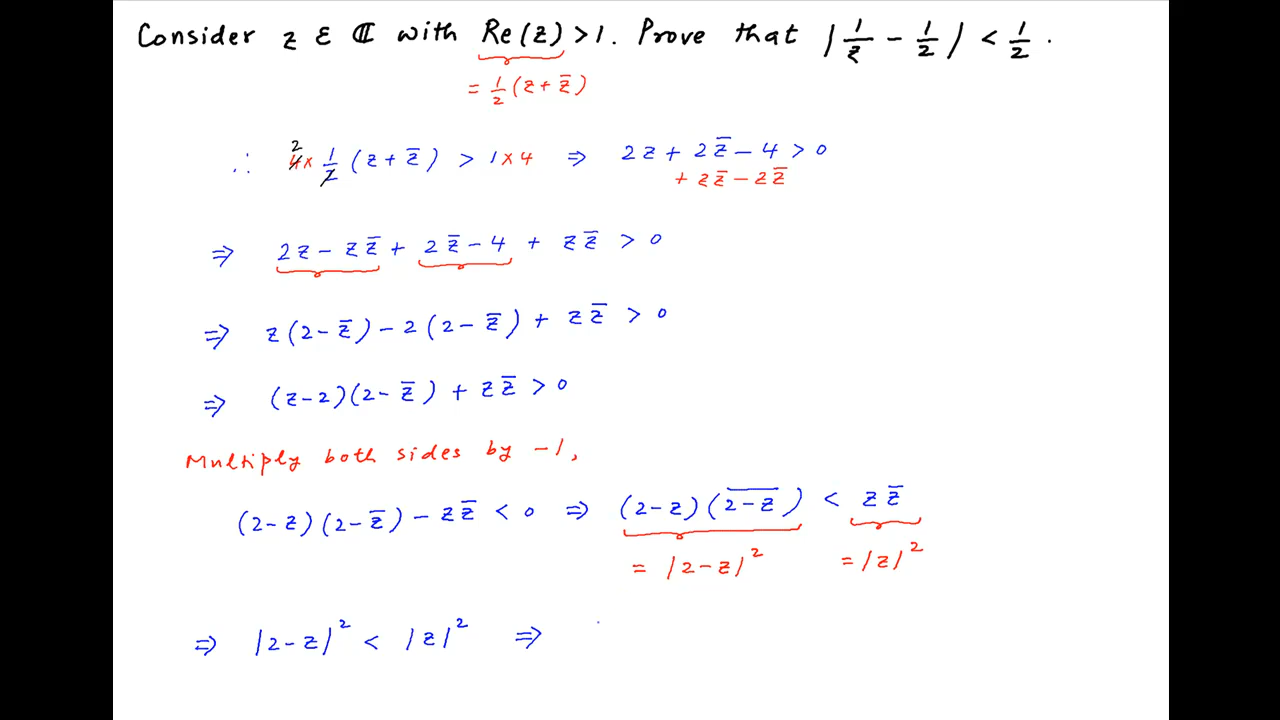 Consider z ε ℂ with Re(z) > 1. Prove that |1/z - 1/2| < 1/2.
= 1/2 (z + z̅)
∴ 2 4 × 1/2 (z + z̅) > 1 × 4 ⇒ 2z + 2z̅ - 4 > 0
+ zz̅ - zz̅
⇒ 2z - zz̅ + 2z̅ - 4 + zz̅ > 0
⇒ z(2 - z̅) - 2(2 - z̅) + zz̅ > 0
⇒ (z-2)(2 - z̅) + zz̅ > 0
Multiply both sides by -1,
(2-z)(2-z̅) - zz̅ < 0 ⇒ (2-z)(2̅-̅z̅) < zz̅
= |2-z|² = |z|²
⇒ |2-z|² < |z|² ⇒